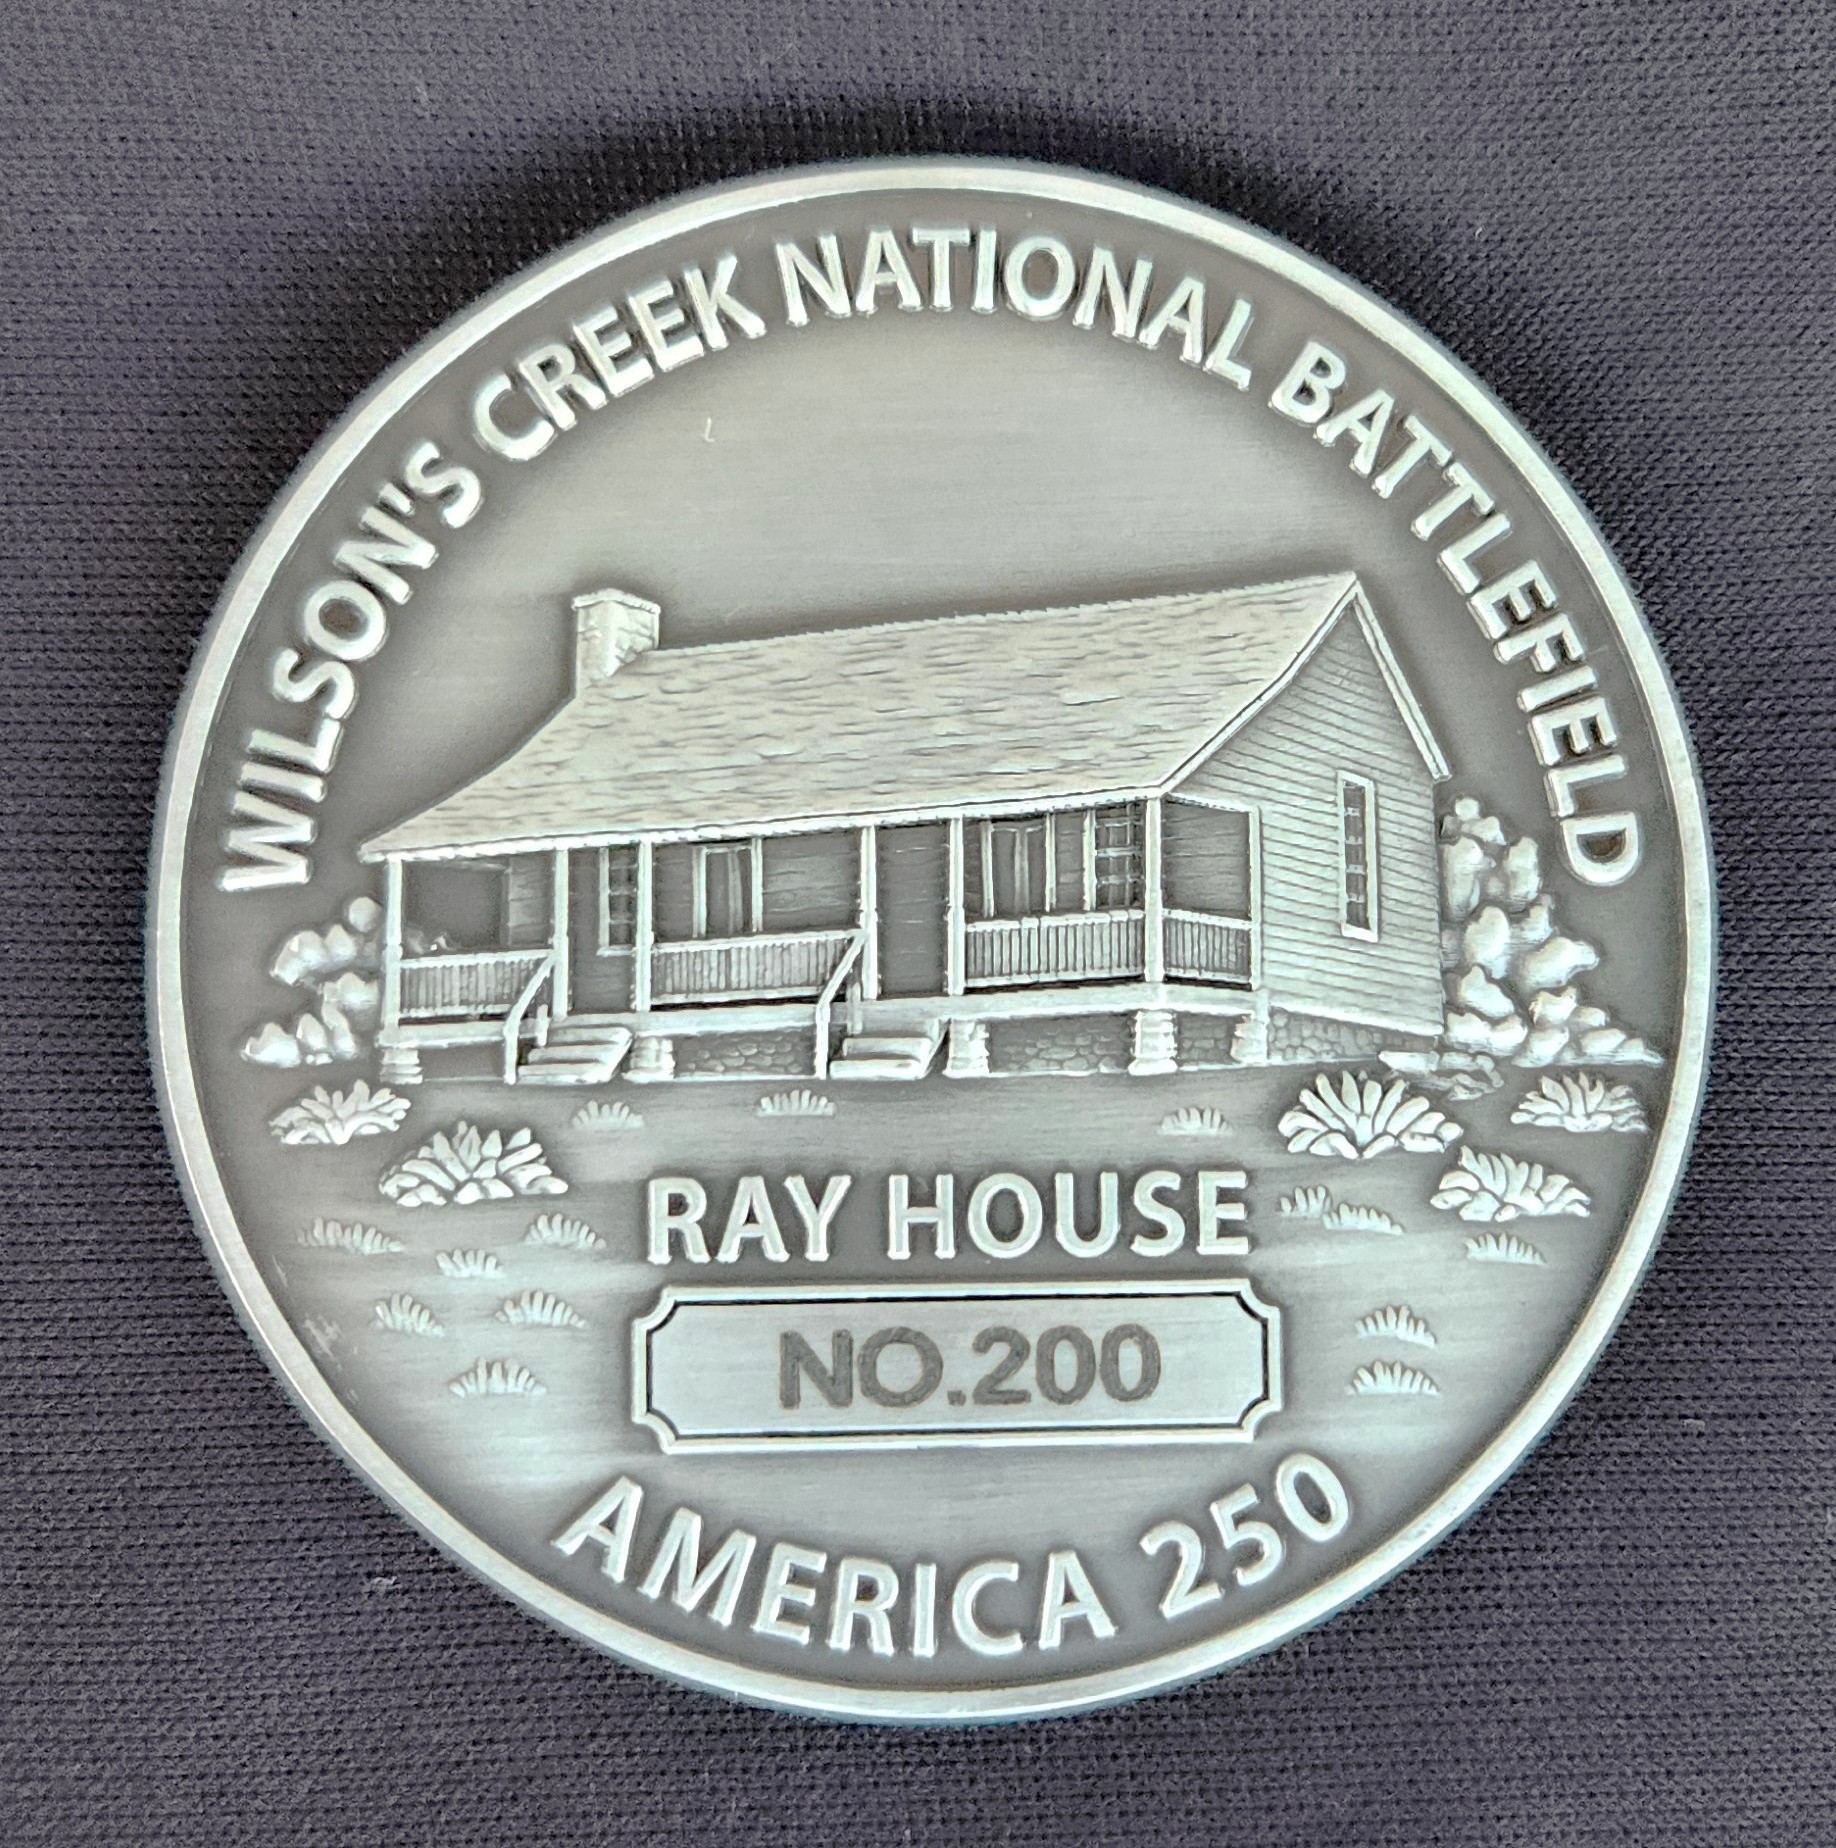 WILSON'S CREEK NATIONAL BATTLEFIELD
RAY HOUSE
NO.200
AMERICA 250